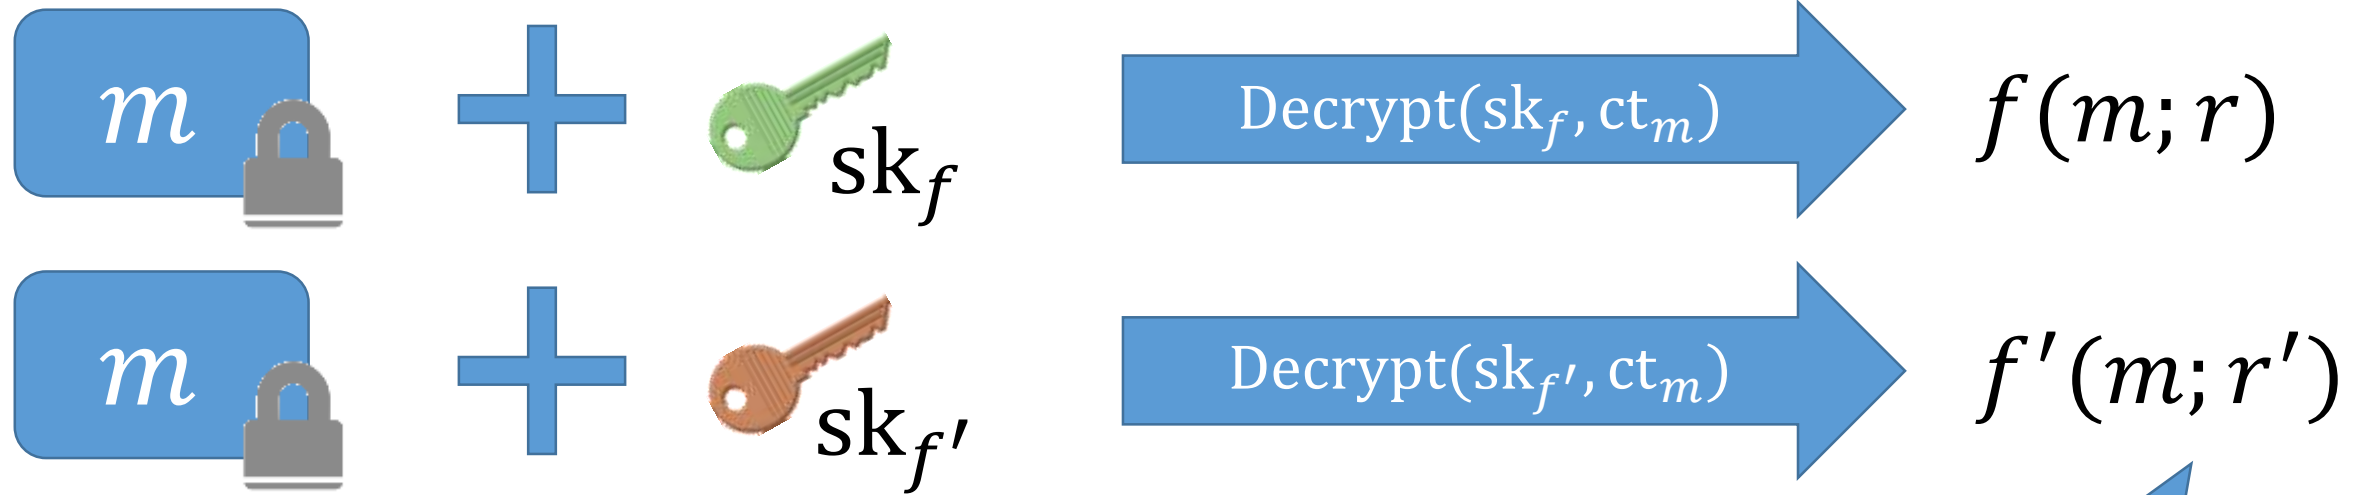 m sk_f Decrypt(sk_f, ct_m) f(m; r)
m sk_f′ Decrypt(sk_f′, ct_m) f′(m; r′)